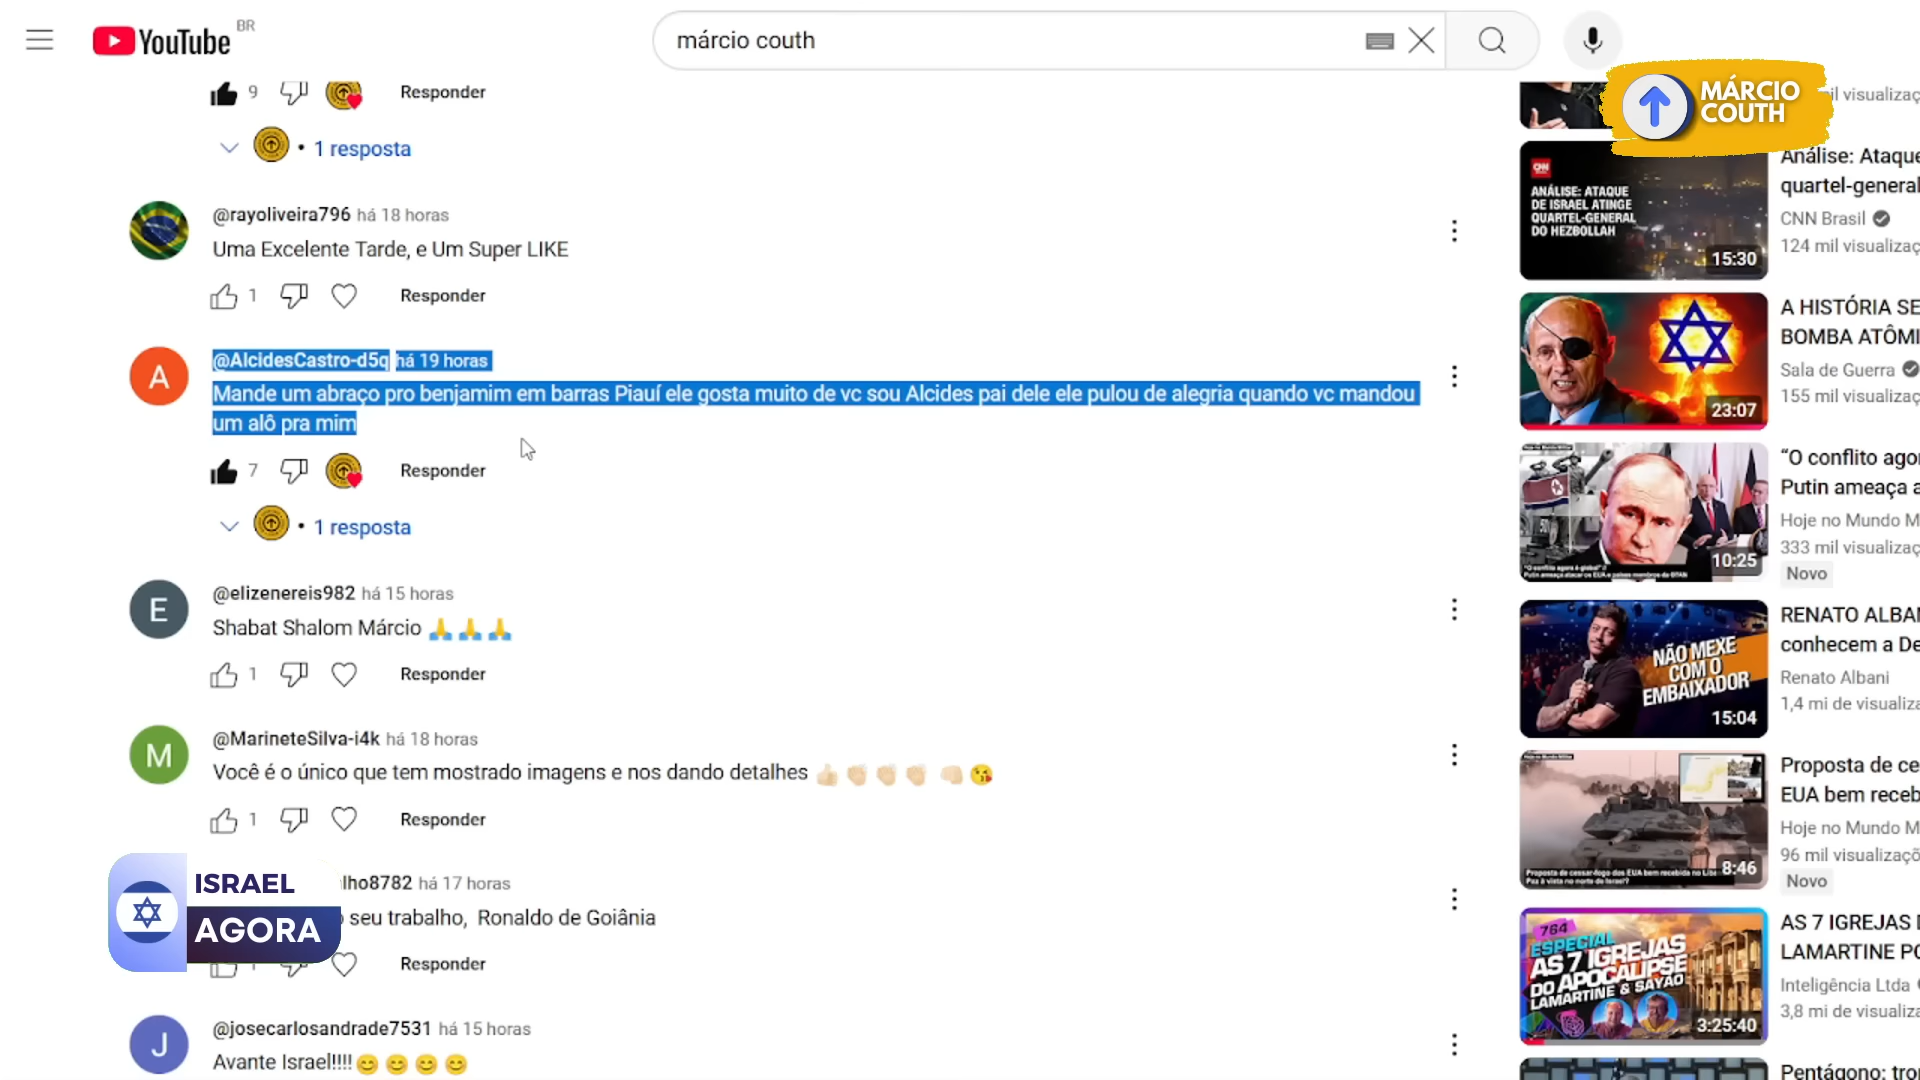 YouTube BR
márcio couth
MÁRCIO
COUTH
9 Responder
1 resposta
@rayoliveira796 há 18 horas
Uma Excelente Tarde, e Um Super LIKE
1 Responder
@AlcidesCastro-d5q há 19 horas
Mande um abraço pro benjamim em barras Piauí ele gosta muito de vc sou Alcides pai dele ele pulou de alegria quando vc mandou
um alô pra mim
7 Responder
1 resposta
@elizenereis982 há 15 horas
Shabat Shalom Márcio 🙏🙏🙏
1 Responder
@MarineteSilva-i4k há 18 horas
Você é o único que tem mostrado imagens e nos dando detalhes
1 Responder
lho8782 há 17 horas
seu trabalho, Ronaldo de Goiânia
Responder
@josecarlosandrade7531 há 15 horas
Avante Israel!!!! 😊😊😊😊
A
E
M
J
ISRAEL
AGORA
mil visualizaç
CNN
ANÁLISE: ATAQUE
DE ISRAEL ATINGE
QUARTEL-GENERAL
DO HEZBOLLAH
15:30
Análise: Ataque
quartel-general
CNN Brasil
124 mil visualizaç
23:07
A HISTÓRIA SE
BOMBA ATÔMI
Sala de Guerra
155 mil visualizaç
10:25
“O conflito agor
Putin ameaça a
Hoje no Mundo M
333 mil visualizaç
Novo
NÃO MEXE
COM O
EMBAIXADOR
15:04
RENATO ALBAN
conhecem a De
Renato Albani
1,4 mi de visualiza
8:46
Proposta de ce
EUA bem receb
Hoje no Mundo M
96 mil visualizaçõ
Novo
764
ESPECIAL
AS 7 IGREJAS
DO APOCALIPSE
LAMARTINE & SAYÃO
3:25:40
AS 7 IGREJAS D
LAMARTINE PO
Inteligência Ltda
3,8 mi de visualiza
Pentágono: tro